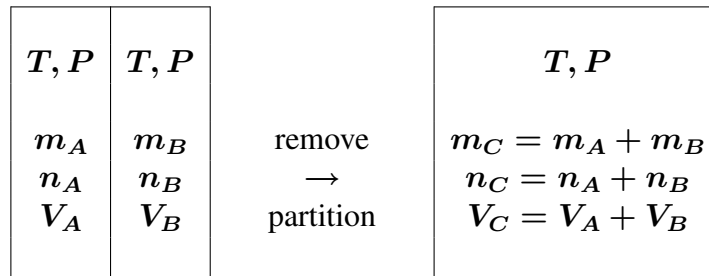 T, P T, P T, P
m_A m_B remove m_C = m_A + m_B
n_A n_B → n_C = n_A + n_B
V_A V_B partition V_C = V_A + V_B